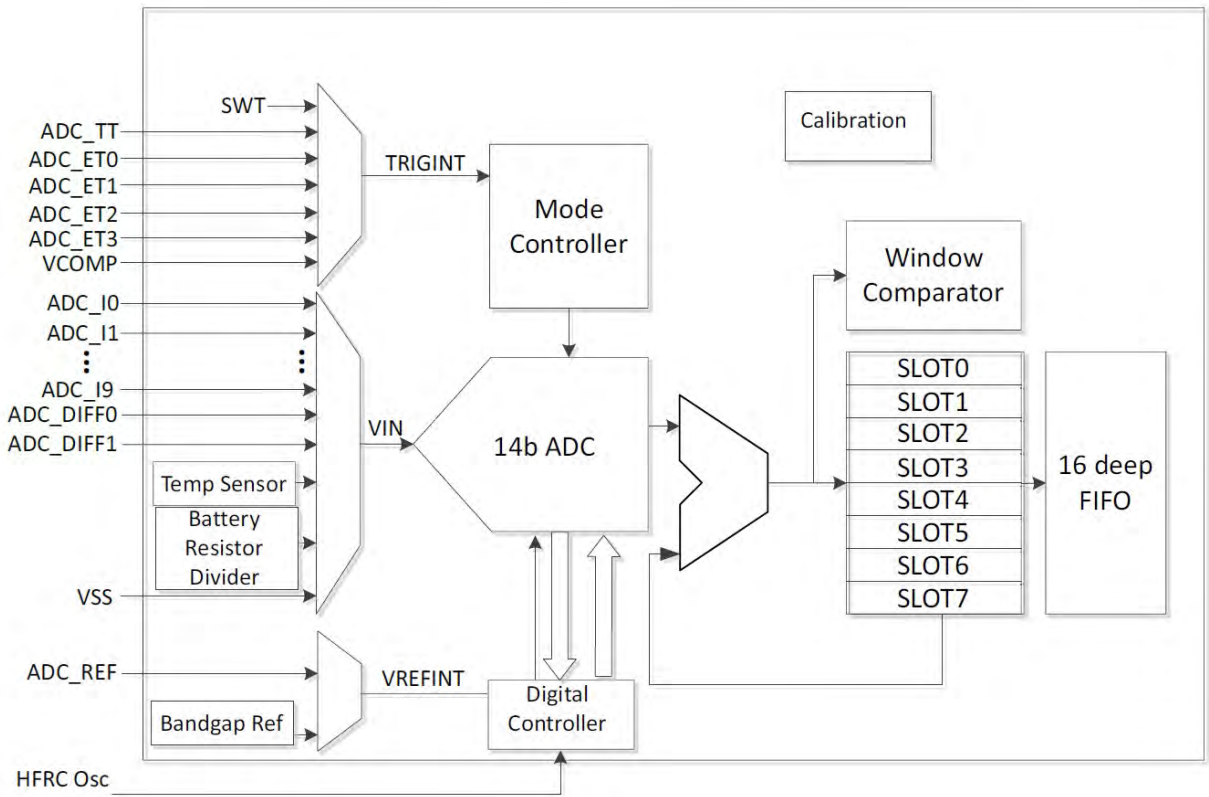 SWT
ADC_TT
ADC_ET0
ADC_ET1
ADC_ET2
ADC_ET3
VCOMP
TRIGINT
Mode
Controller
Calibration
Window
Comparator
ADC_I0
ADC_I1
ADC_I9
ADC_DIFF0
ADC_DIFF1
Temp Sensor
Battery
Resistor
Divider
VSS
VIN
14b ADC
SLOT0
SLOT1
SLOT2
SLOT3
SLOT4
SLOT5
SLOT6
SLOT7
16 deep
FIFO
ADC_REF
Bandgap Ref
VREFINT
Digital
Controller
HFRC Osc